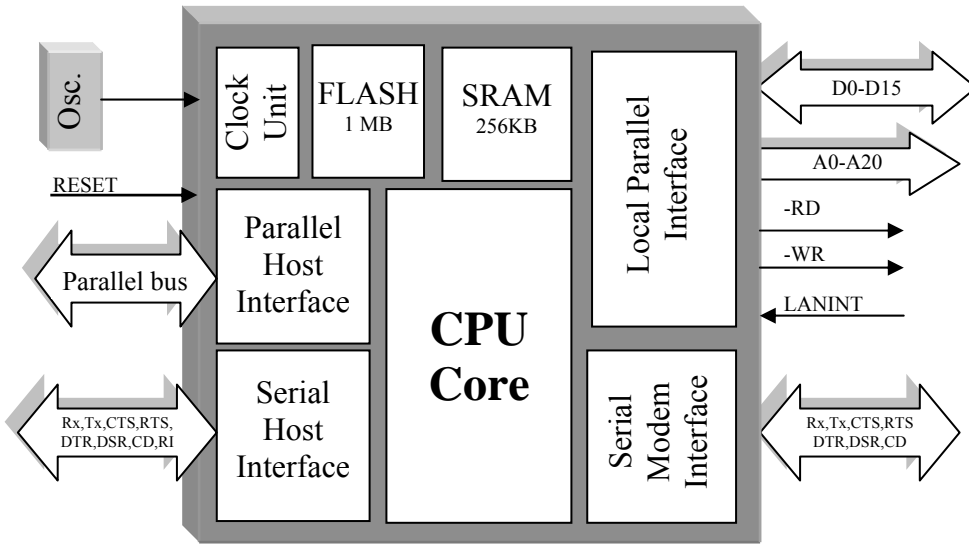 Osc.
RESET
Parallel bus
Rx,Tx,CTS,RTS,
DTR,DSR,CD,RI
Clock
Unit
FLASH
1 MB
SRAM
256KB
Parallel
Host
Interface
Serial
Host
Interface
CPU
Core
Local Parallel
Interface
Serial
Modem
Interface
D0-D15
A0-A20
-RD
-WR
LANINT
Rx,Tx,CTS,RTS
DTR,DSR,CD